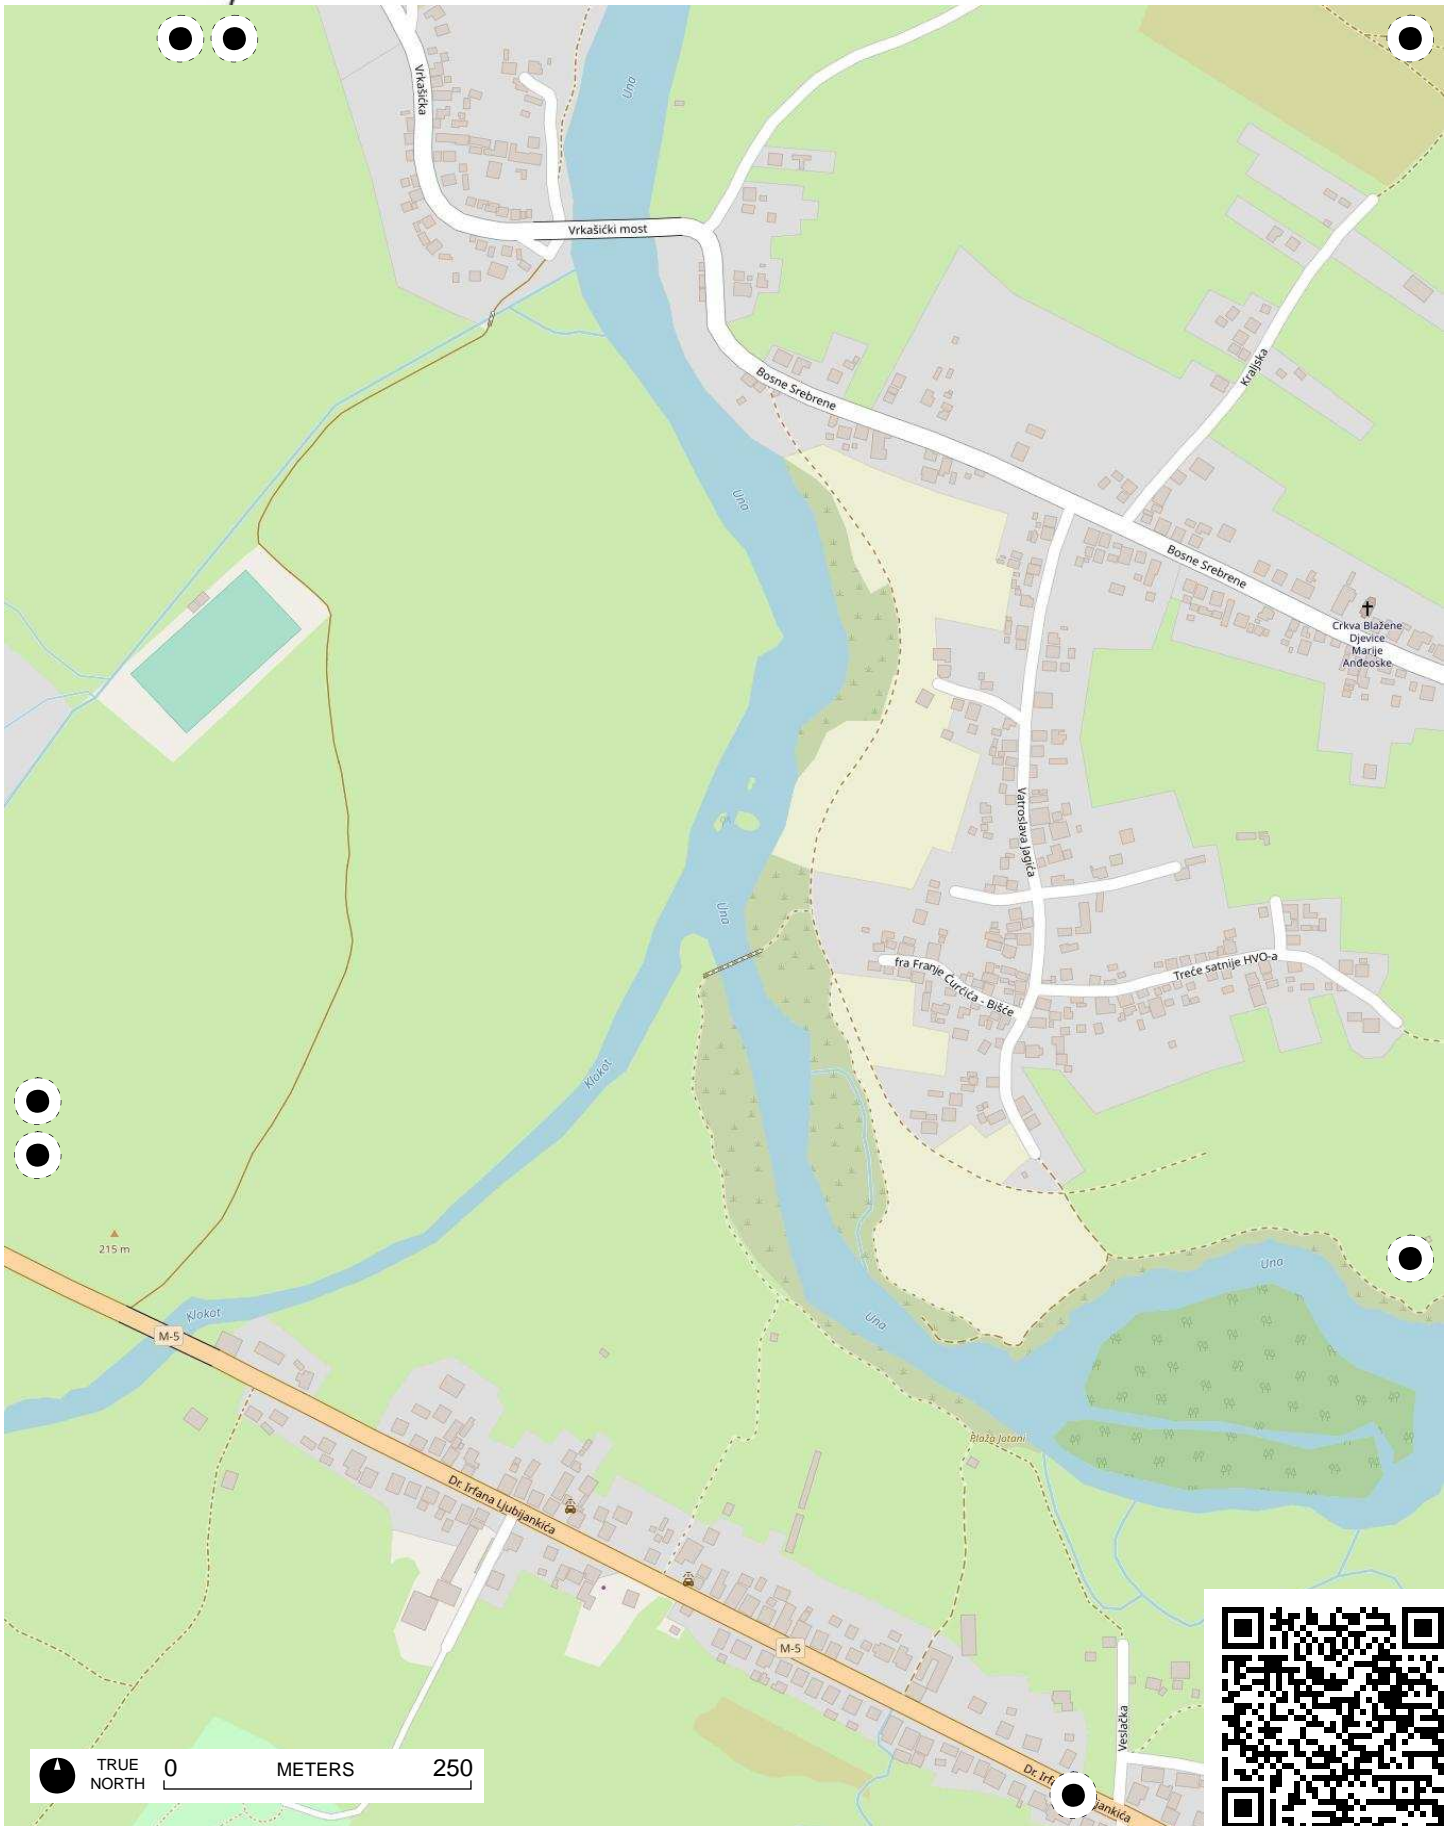 Una
Vrkašićka
Vrkašićki most
Bosne Srebrene
Kraljska
Una
Bosne Srebrene
Crkva Blažene
Djevice
Marije
Anđeoske
Vatroslava Jagića
Una
fra Franje Ćurčića - Bišće
Treće satnije HVO-a
Klokot
215 m
Una
Klokot
Una
M-5
Plaža Jotani
Dr. Irfana Ljubijankića
M-5
Veslačka
TRUE
NORTH
0 METERS 250